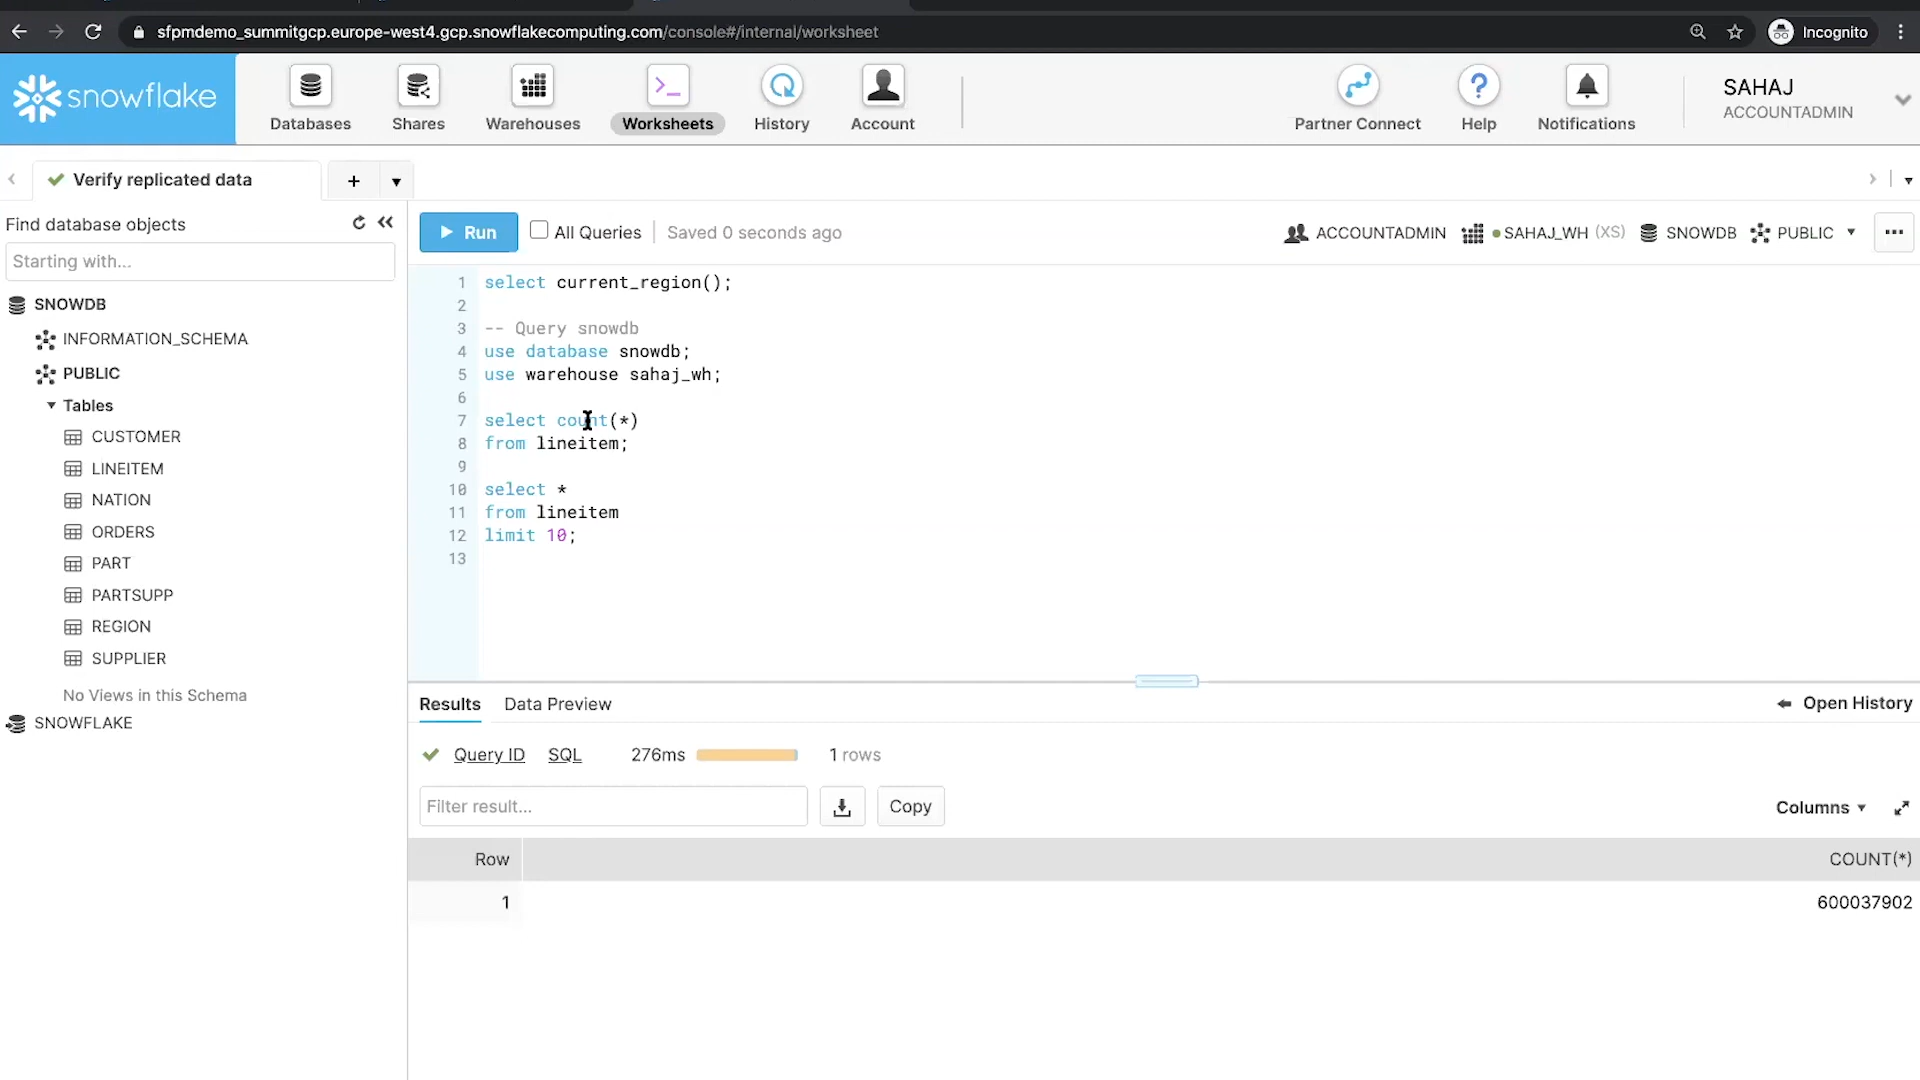 sfpmdemo_summitgcp.europe-west4.gcp.snowflakecomputing.com/console#/internal/worksheet
Incognito
snowflake
Databases
Shares
Warehouses
Worksheets
History
Account
Partner Connect
Help
Notifications
SAHAJ
ACCOUNTADMIN
Verify replicated data
+
Find database objects
Starting with...
SNOWDB
INFORMATION_SCHEMA
PUBLIC
Tables
CUSTOMER
LINEITEM
NATION
ORDERS
PART
PARTSUPP
REGION
SUPPLIER
No Views in this Schema
SNOWFLAKE
Run
All Queries
Saved 0 seconds ago
ACCOUNTADMIN
SAHAJ_WH (XS)
SNOWDB
PUBLIC
1 select current_region();
2
3 -- Query snowdb
4 use database snowdb;
5 use warehouse sahaj_wh;
6
7 select count(*)
8 from lineitem;
9
10 select *
11 from lineitem
12 limit 10;
13
Results
Data Preview
Open History
Query ID
SQL
276ms
1 rows
Filter result...
Copy
Columns
Row COUNT(*)
1 600037902